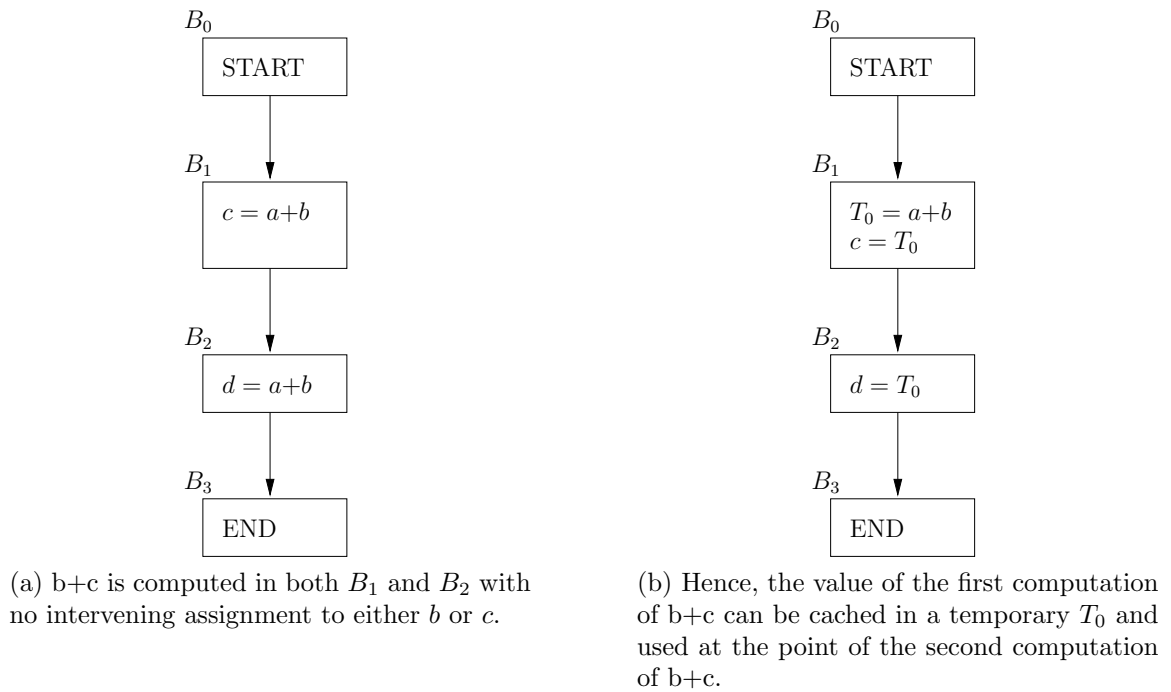 B₀
START
B₁
c = a+b
B₂
d = a+b
B₃
END
(a) b+c is computed in both B₁ and B₂ with
no intervening assignment to either b or c.
B₀
START
B₁
T₀ = a+b
c = T₀
B₂
d = T₀
B₃
END
(b) Hence, the value of the first computation
of b+c can be cached in a temporary T₀ and
used at the point of the second computation
of b+c.